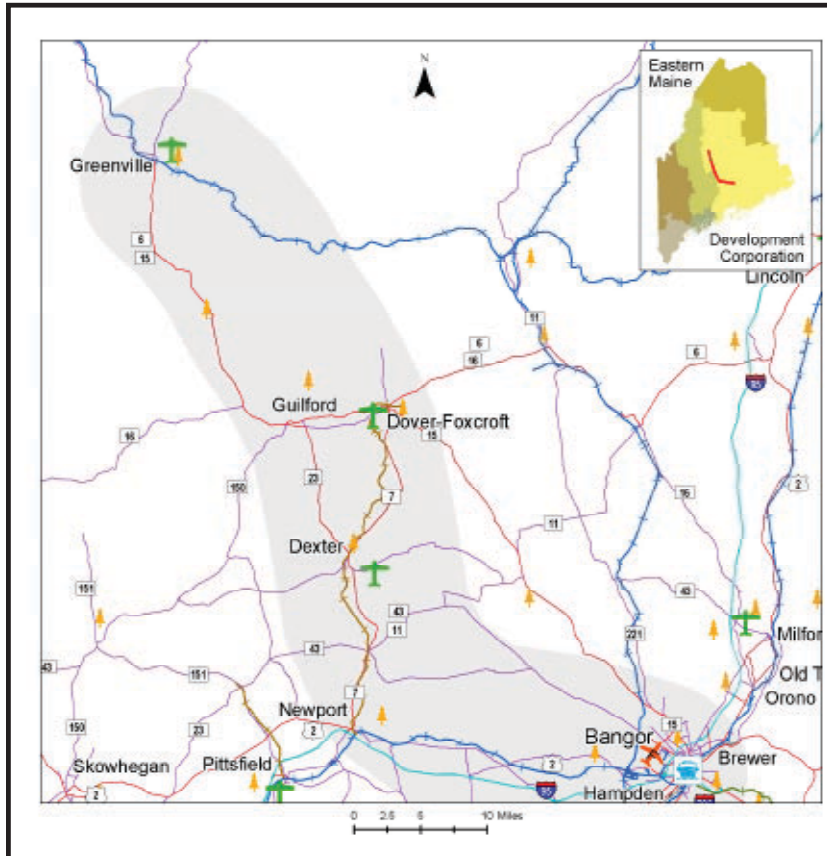 N
Eastern
Maine
Development
Corporation
Lincoln
Greenville
6
15
11
6
16
6
95
Guilford
Dover-Foxcroft
15
16
23
150
7
2
11
16
Dexter
151
43
43
11
221
Milfor
43
43
151
Old T
Orono
7
Newport
150
23
2
15
Bangor
Skowhegan
Pittsfield
2
Brewer
2
95
Hampden
0 2.5 5 10 Miles